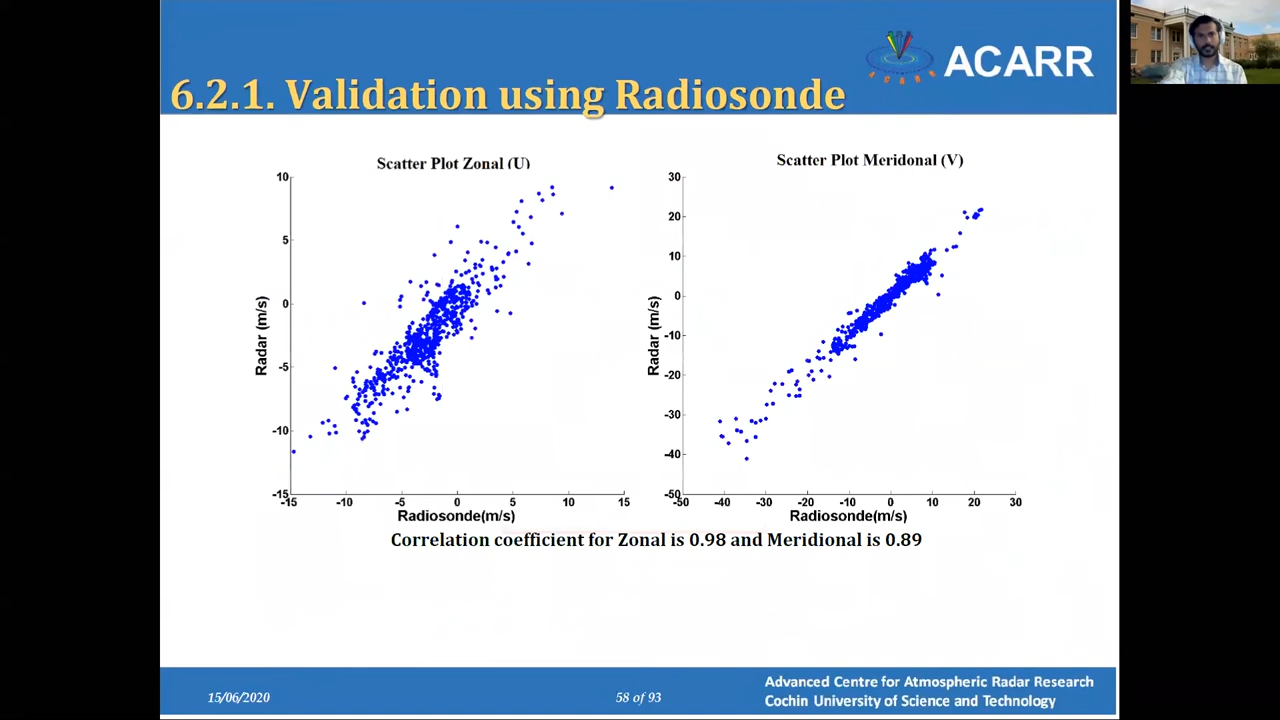 ACARR
A C A R R
6.2.1. Validation using Radiosonde
Scatter Plot Zonal (U)
10
5
0
-5
-10
-15
Radar (m/s)
-15 -10 -5 0 5 10 15
Radiosonde(m/s)
Scatter Plot Meridonal (V)
30
20
10
0
-10
-20
-30
-40
-50
Radar (m/s)
-50 -40 -30 -20 -10 0 10 20 30
Radiosonde(m/s)
Correlation coefficient for Zonal is 0.98 and Meridional is 0.89
15/06/2020
58 of 93
Advanced Centre for Atmospheric Radar Research
Cochin University of Science and Technology